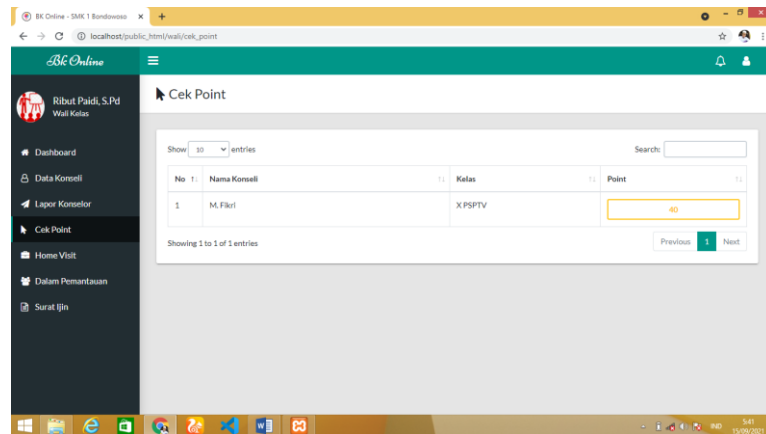 BK Online - SMK 1 Bondowoso
localhost/public_html/wali/cek_point
Bk Online
Ribut Paidi, S.Pd
Wali Kelas
Cek Point
Dashboard
Data Konseli
Lapor Konselor
Cek Point
Home Visit
Dalam Pemantauan
Surat Ijin
Show 10 entries
Search:
No Nama Konseli Kelas Point
1 M. Fikri X PSPTV 40
Showing 1 to 1 of 1 entries
Previous 1 Next
IND
5:41
15/09/2021